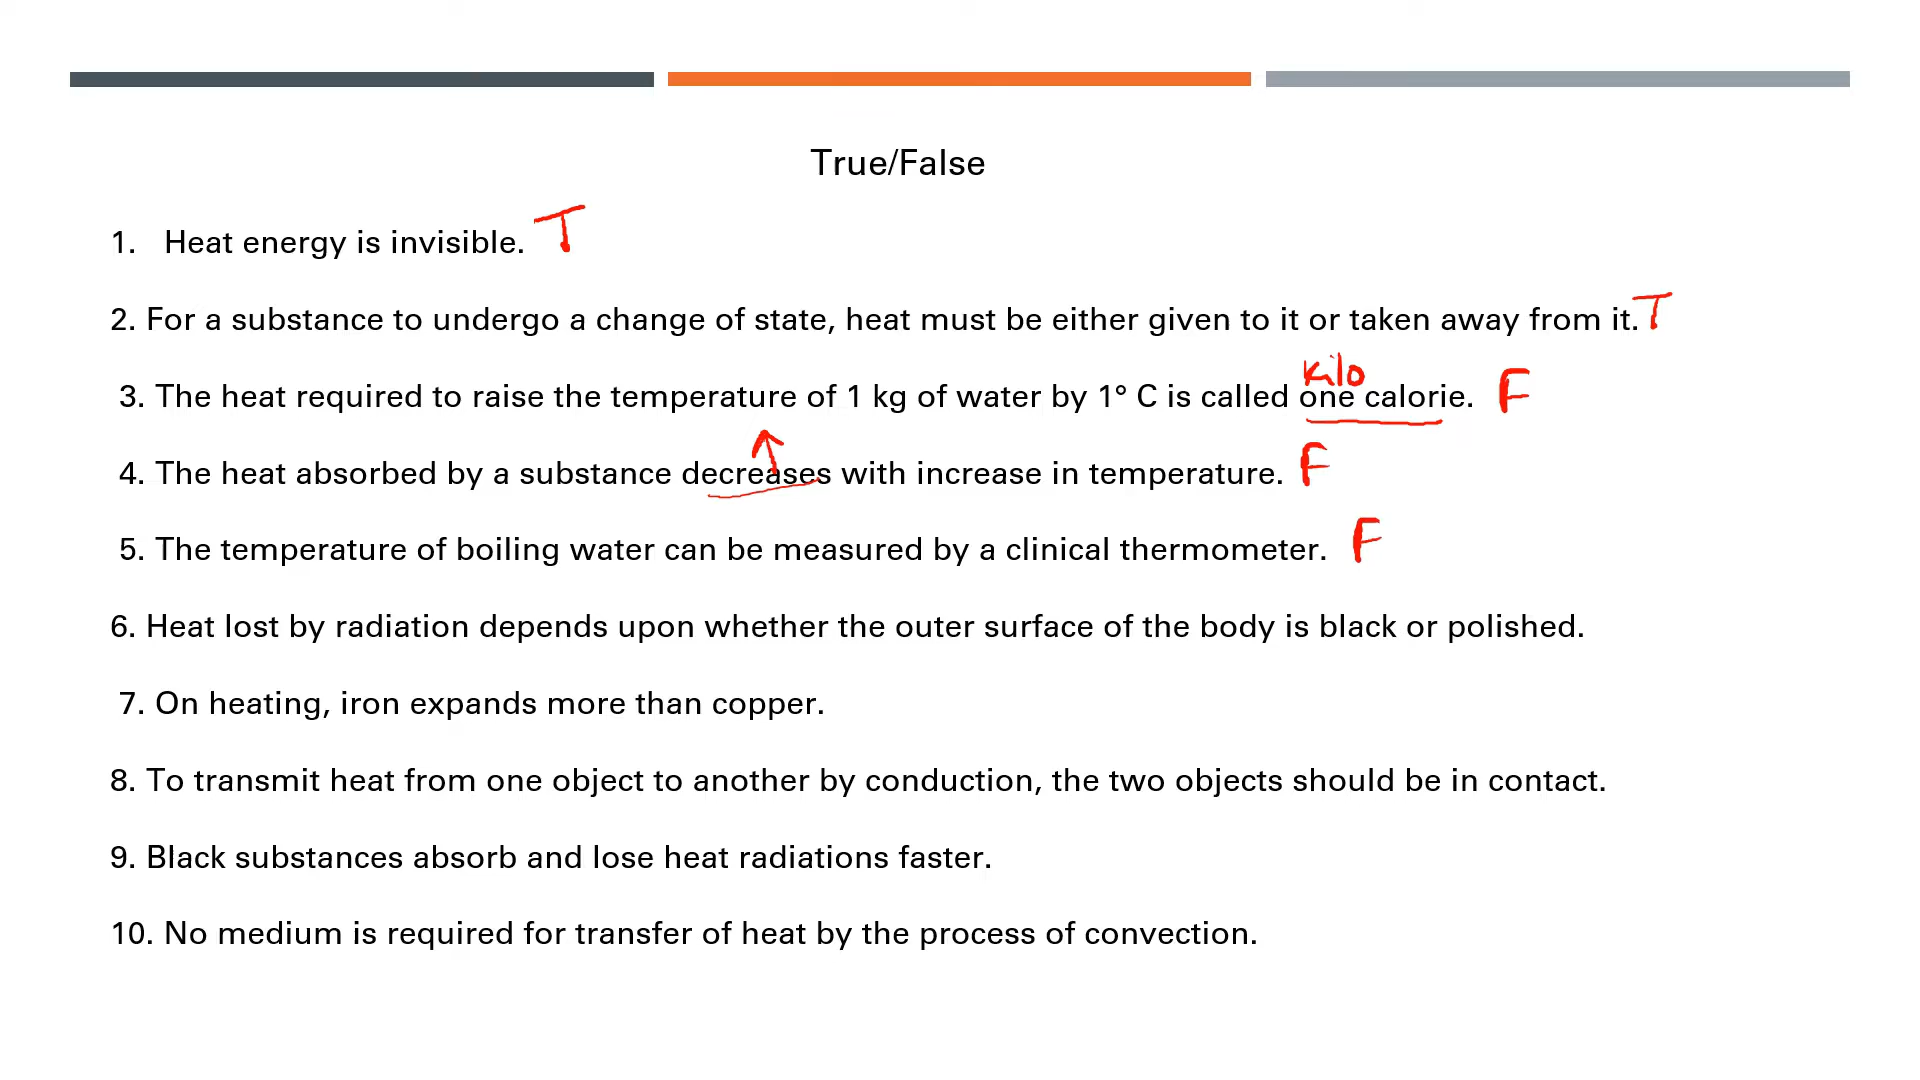 True/False
1. Heat energy is invisible. T
2. For a substance to undergo a change of state, heat must be either given to it or taken away from it. T
kilo
3. The heat required to raise the temperature of 1 kg of water by 1° C is called one calorie. F
4. The heat absorbed by a substance decreases with increase in temperature. F
5. The temperature of boiling water can be measured by a clinical thermometer. F
6. Heat lost by radiation depends upon whether the outer surface of the body is black or polished.
7. On heating, iron expands more than copper.
8. To transmit heat from one object to another by conduction, the two objects should be in contact.
9. Black substances absorb and lose heat radiations faster.
10. No medium is required for transfer of heat by the process of convection.